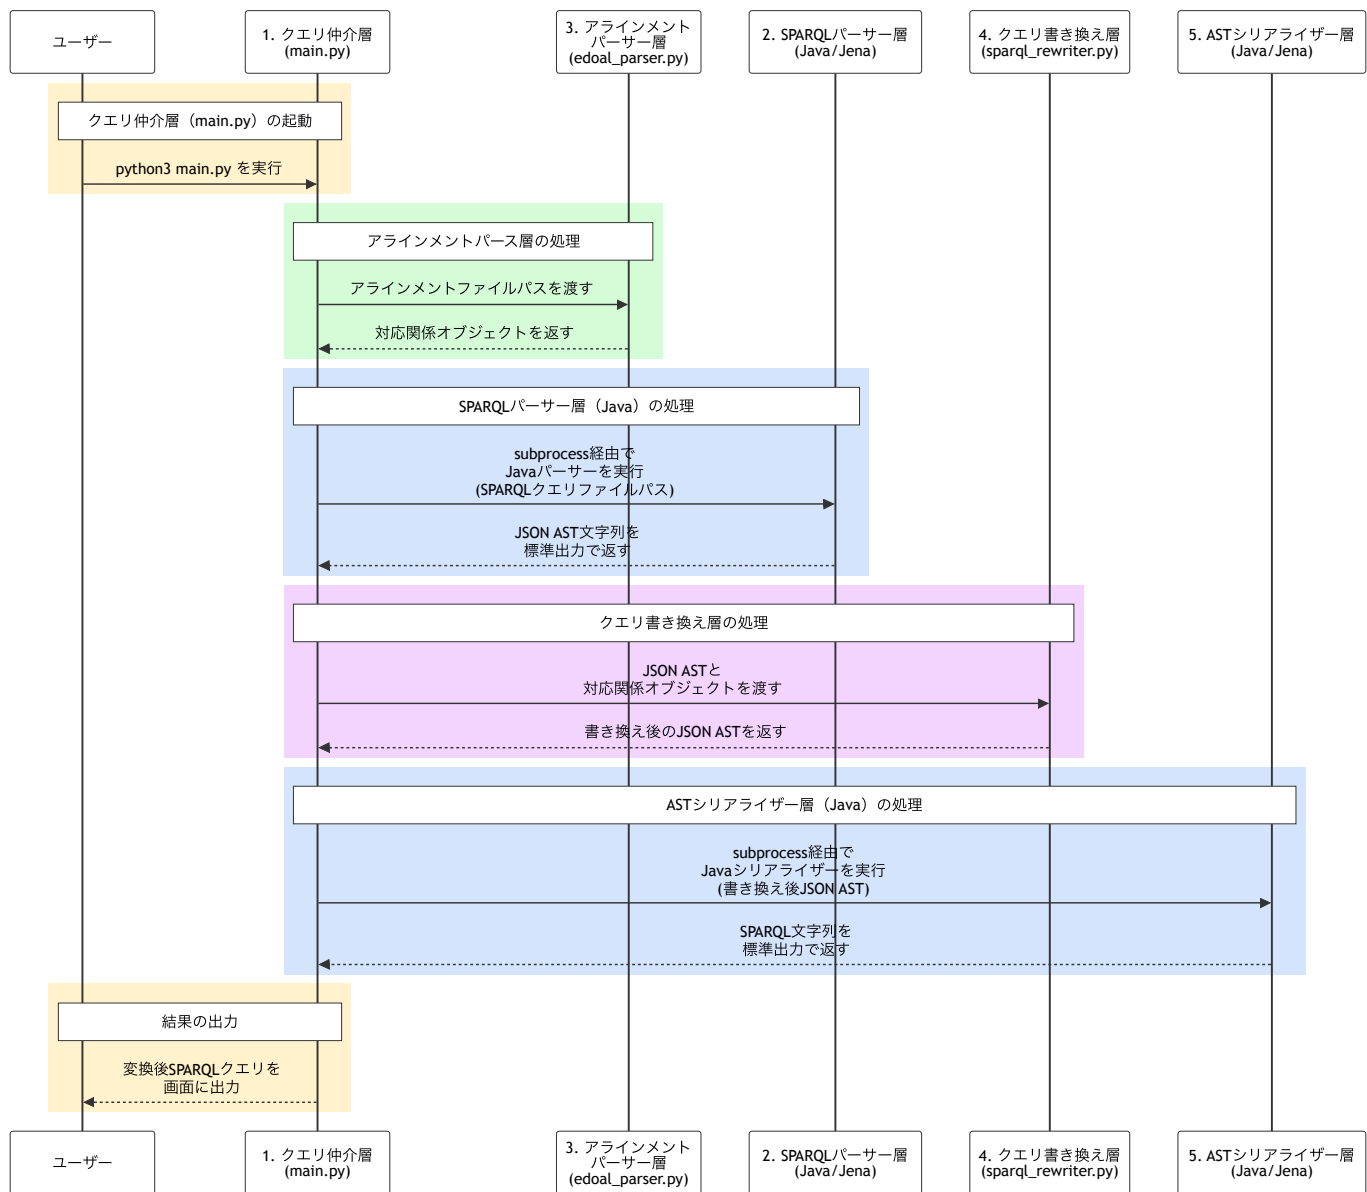 ユーザー
1. クエリ仲介層
(main.py)
3. アラインメント
パーサー層
(edoal_parser.py)
2. SPARQLパーサー層
(Java/Jena)
4. クエリ書き換え層
(sparql_rewriter.py)
5. ASTシリアライザー層
(Java/Jena)
クエリ仲介層（main.py）の起動
python3 main.py を実行
アラインメントパース層の処理
アラインメントファイルパスを渡す
対応関係オブジェクトを返す
SPARQLパーサー層（Java）の処理
subprocess経由で
Javaパーサーを実行
(SPARQLクエリファイルパス)
JSON AST文字列を
標準出力で返す
クエリ書き換え層の処理
JSON ASTと
対応関係オブジェクトを渡す
書き換え後のJSON ASTを返す
ASTシリアライザー層（Java）の処理
subprocess経由で
Javaシリアライザーを実行
(書き換え後JSON AST)
SPARQL文字列を
標準出力で返す
結果の出力
変換後SPARQLクエリを
画面に出力
ユーザー
1. クエリ仲介層
(main.py)
3. アラインメント
パーサー層
(edoal_parser.py)
2. SPARQLパーサー層
(Java/Jena)
4. クエリ書き換え層
(sparql_rewriter.py)
5. ASTシリアライザー層
(Java/Jena)